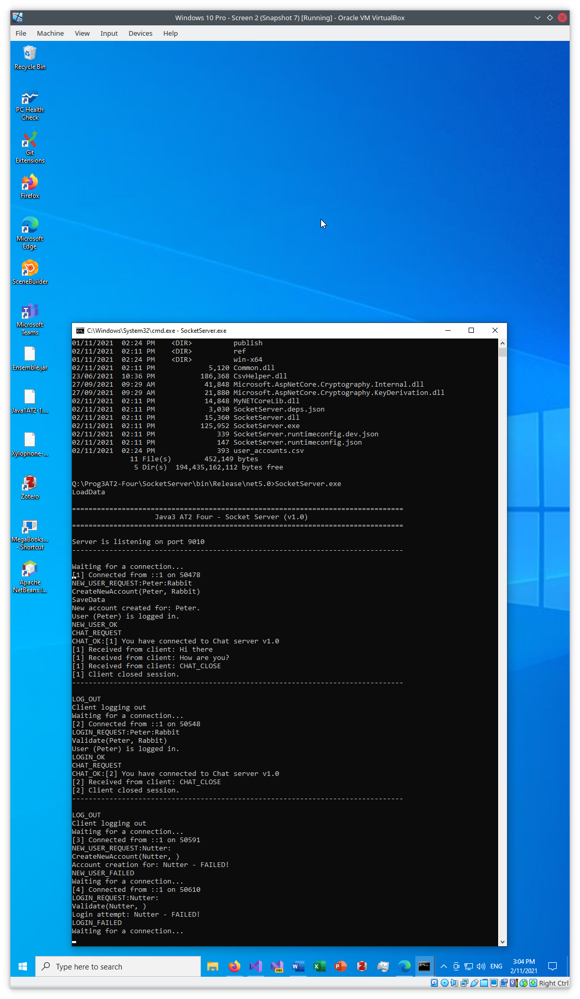 Windows 10 Pro - Screen 2 (Snapshot 7) [Running] - Oracle VM VirtualBox
File Machine View Input Devices Help
Recycle Bin
PC Health
Check
Git
Extensions
Firefox
Microsoft
Edge
SceneBuilder
Microsoft
Teams
Ensemble.jar
Java1AT2-1....
Xylophone-...
Zotero
MegaBooks...
- Shortcut
Apache
NetBeans I...
C:\Windows\System32\cmd.exe - SocketServer.exe
01/11/2021  02:24 PM    <DIR>          publish
02/11/2021  02:11 PM    <DIR>          ref
01/11/2021  02:24 PM    <DIR>          win-x64
02/11/2021  02:11 PM             5,120 Common.dll
23/06/2021  10:36 PM           186,368 CsvHelper.dll
27/09/2021  09:29 AM            41,848 Microsoft.AspNetCore.Cryptography.Internal.dll
27/09/2021  09:29 AM            21,880 Microsoft.AspNetCore.Cryptography.KeyDerivation.dll
02/11/2021  02:11 PM            14,848 MyNETCoreLib.dll
02/11/2021  02:11 PM             3,030 SocketServer.deps.json
02/11/2021  02:11 PM            15,360 SocketServer.dll
02/11/2021  02:11 PM           125,952 SocketServer.exe
02/11/2021  02:11 PM               339 SocketServer.runtimeconfig.dev.json
02/11/2021  02:11 PM               147 SocketServer.runtimeconfig.json
02/11/2021  02:24 PM               393 user_accounts.csv
11 File(s)        452,149 bytes
5 Dir(s)  194,435,162,112 bytes free
Q:\Prog3AT2-Four\SocketServer\bin\Release\net5.0>SocketServer.exe
LoadData
================================================================================
Java3 AT2 Four - Socket Server (v1.0)
================================================================================
Server is listening on port 9010
--------------------------------------------------------------------------------
Waiting for a connection...
[1] Connected from ::1 on 50478
NEW_USER_REQUEST:Peter:Rabbit
CreateNewAccount(Peter, Rabbit)
SaveData
New account created for: Peter.
User (Peter) is logged in.
NEW_USER_OK
CHAT_REQUEST
CHAT_OK:[1] You have connected to Chat server v1.0
[1] Received from client: Hi there
[1] Received from client: How are you?
[1] Received from client: CHAT_CLOSE
[1] Client closed session.
--------------------------------------------------------------------------------
LOG_OUT
Client logging out
Waiting for a connection...
[2] Connected from ::1 on 50548
LOGIN_REQUEST:Peter:Rabbit
Validate(Peter, Rabbit)
User (Peter) is logged in.
LOGIN_OK
CHAT_REQUEST
CHAT_OK:[2] You have connected to Chat server v1.0
[2] Received from client: CHAT_CLOSE
[2] Client closed session.
--------------------------------------------------------------------------------
LOG_OUT
Client logging out
Waiting for a connection...
[3] Connected from ::1 on 50591
NEW_USER_REQUEST:Nutter:
CreateNewAccount(Nutter, )
Account creation for: Nutter - FAILED!
NEW_USER_FAILED
Waiting for a connection...
[4] Connected from ::1 on 50610
LOGIN_REQUEST:Nutter:
Validate(Nutter, )
Login attempt: Nutter - FAILED!
LOGIN_FAILED
Waiting for a connection...
Type here to search
ENG
3:04 PM
2/11/2021
Right Ctrl